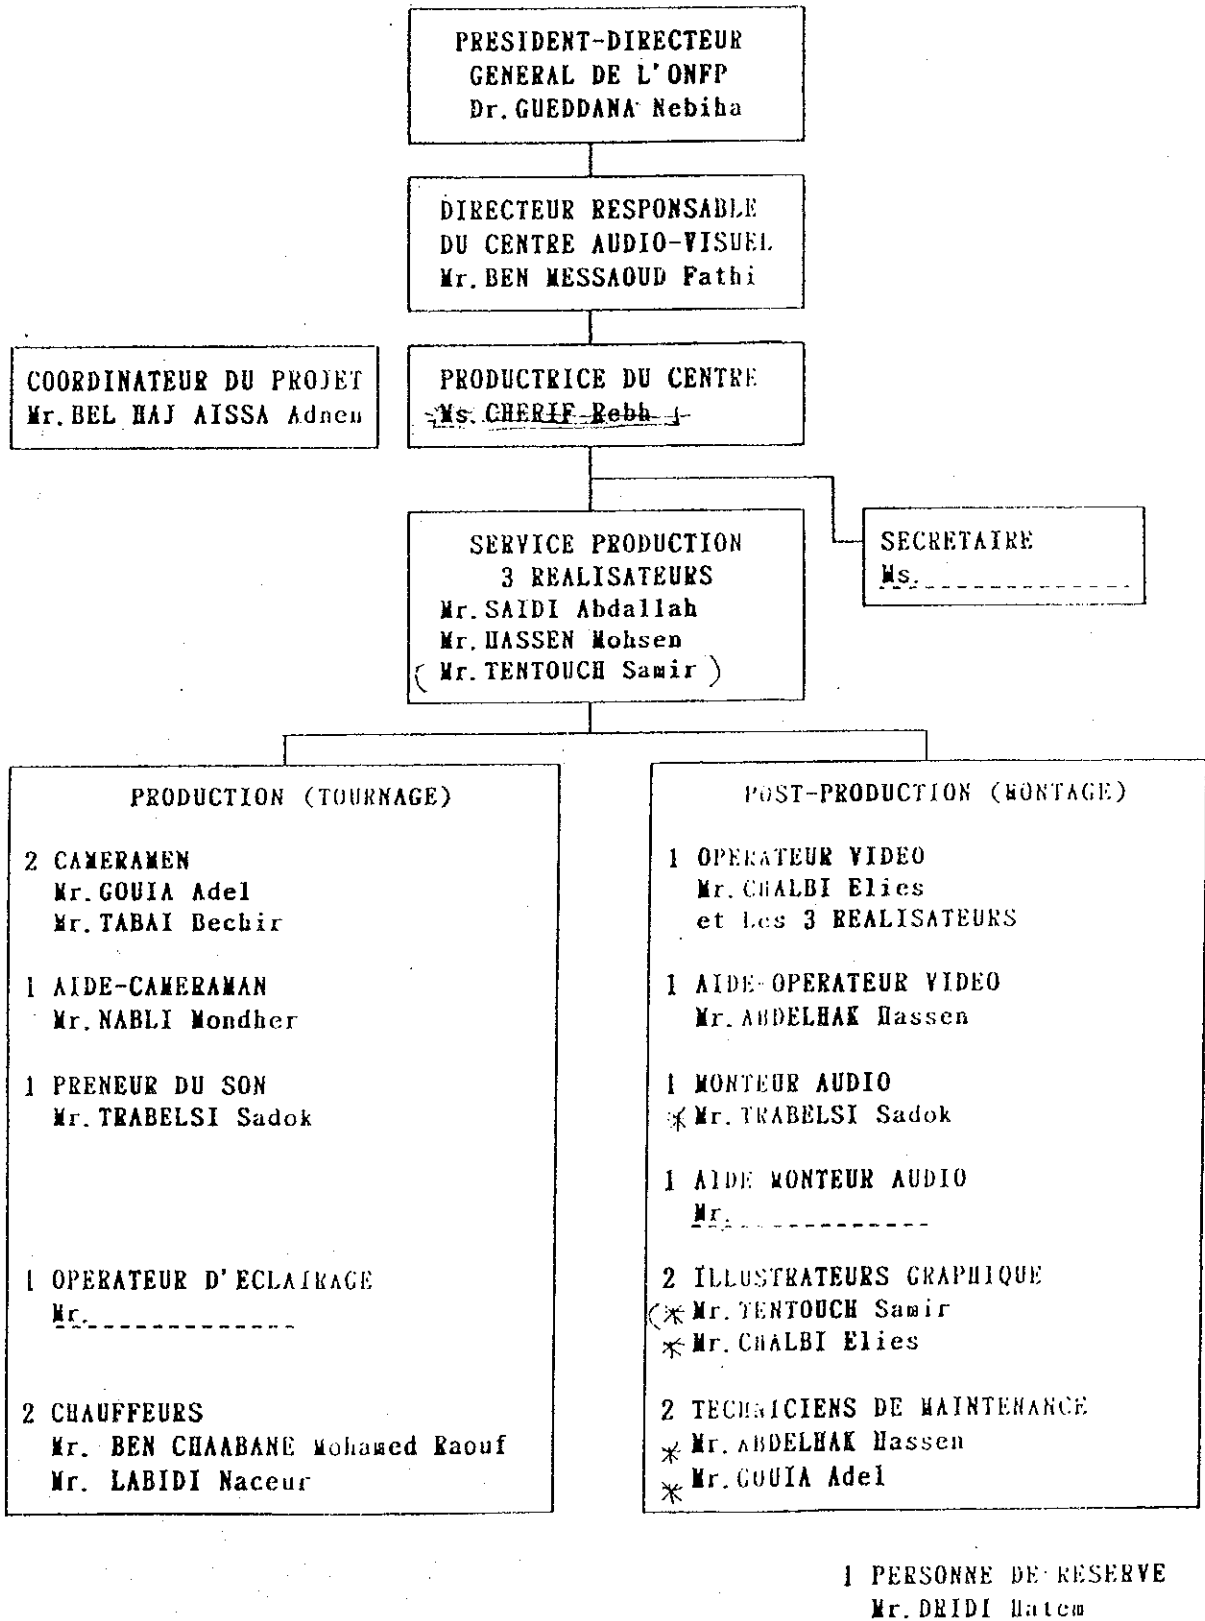 PRESIDENT-DIRECTEUR
GENERAL DE L'ONFP
Dr. GUEDDANA Nebiha
DIRECTEUR RESPONSABLE
DU CENTRE AUDIO-VISUEL
Mr. BEN MESSAOUD Fathi
COORDINATEUR DU PROJET
Mr. BEL HAJ AISSA Adnen
PRODUCTRICE DU CENTRE
Ms. CHERIF Rebh
SERVICE PRODUCTION
3 REALISATEURS
Mr. SAIDI Abdallah
Mr. HASSEN Mohsen
(Mr. TENTOUCH Samir)
SECRETAIRE
Ms.
PRODUCTION (TOURNAGE)
2 CAMERAMEN
Mr. GOUIA Adel
Mr. TABAI Bechir
1 AIDE-CAMERAMAN
Mr. NABLI Mondher
1 PRENEUR DU SON
Mr. TRABELSI Sadok
1 OPERATEUR D'ECLAIRAGE
Mr.
2 CHAUFFEURS
Mr. BEN CHAABANE Mohamed Raouf
Mr. LABIDI Naceur
POST-PRODUCTION (MONTAGE)
1 OPERATEUR VIDEO
Mr. CHALBI Elies
et Les 3 REALISATEURS
1 AIDE-OPERATEUR VIDEO
Mr. ABDELHAK Hassen
1 MONTEUR AUDIO
* Mr. TRABELSI Sadok
1 AIDE MONTEUR AUDIO
Mr.
2 ILLUSTRATEURS GRAPHIQUE
(* Mr. TENTOUCH Samir
* Mr. CHALBI Elies
2 TECHNICIENS DE MAINTENANCE
* Mr. ABDELHAK Hassen
* Mr. GOUIA Adel
1 PERSONNE DE RESERVE
Mr. DRIDI Hatem